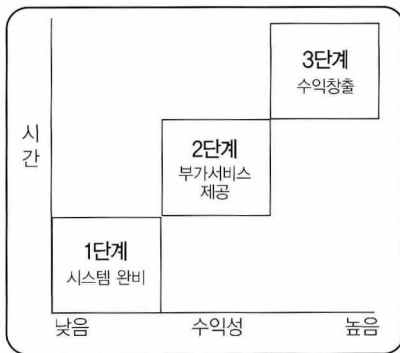 3단계
수익창출
시
간
2단계
부가서비스
제공
1단계
시스템 완비
낮음
수익성
높음